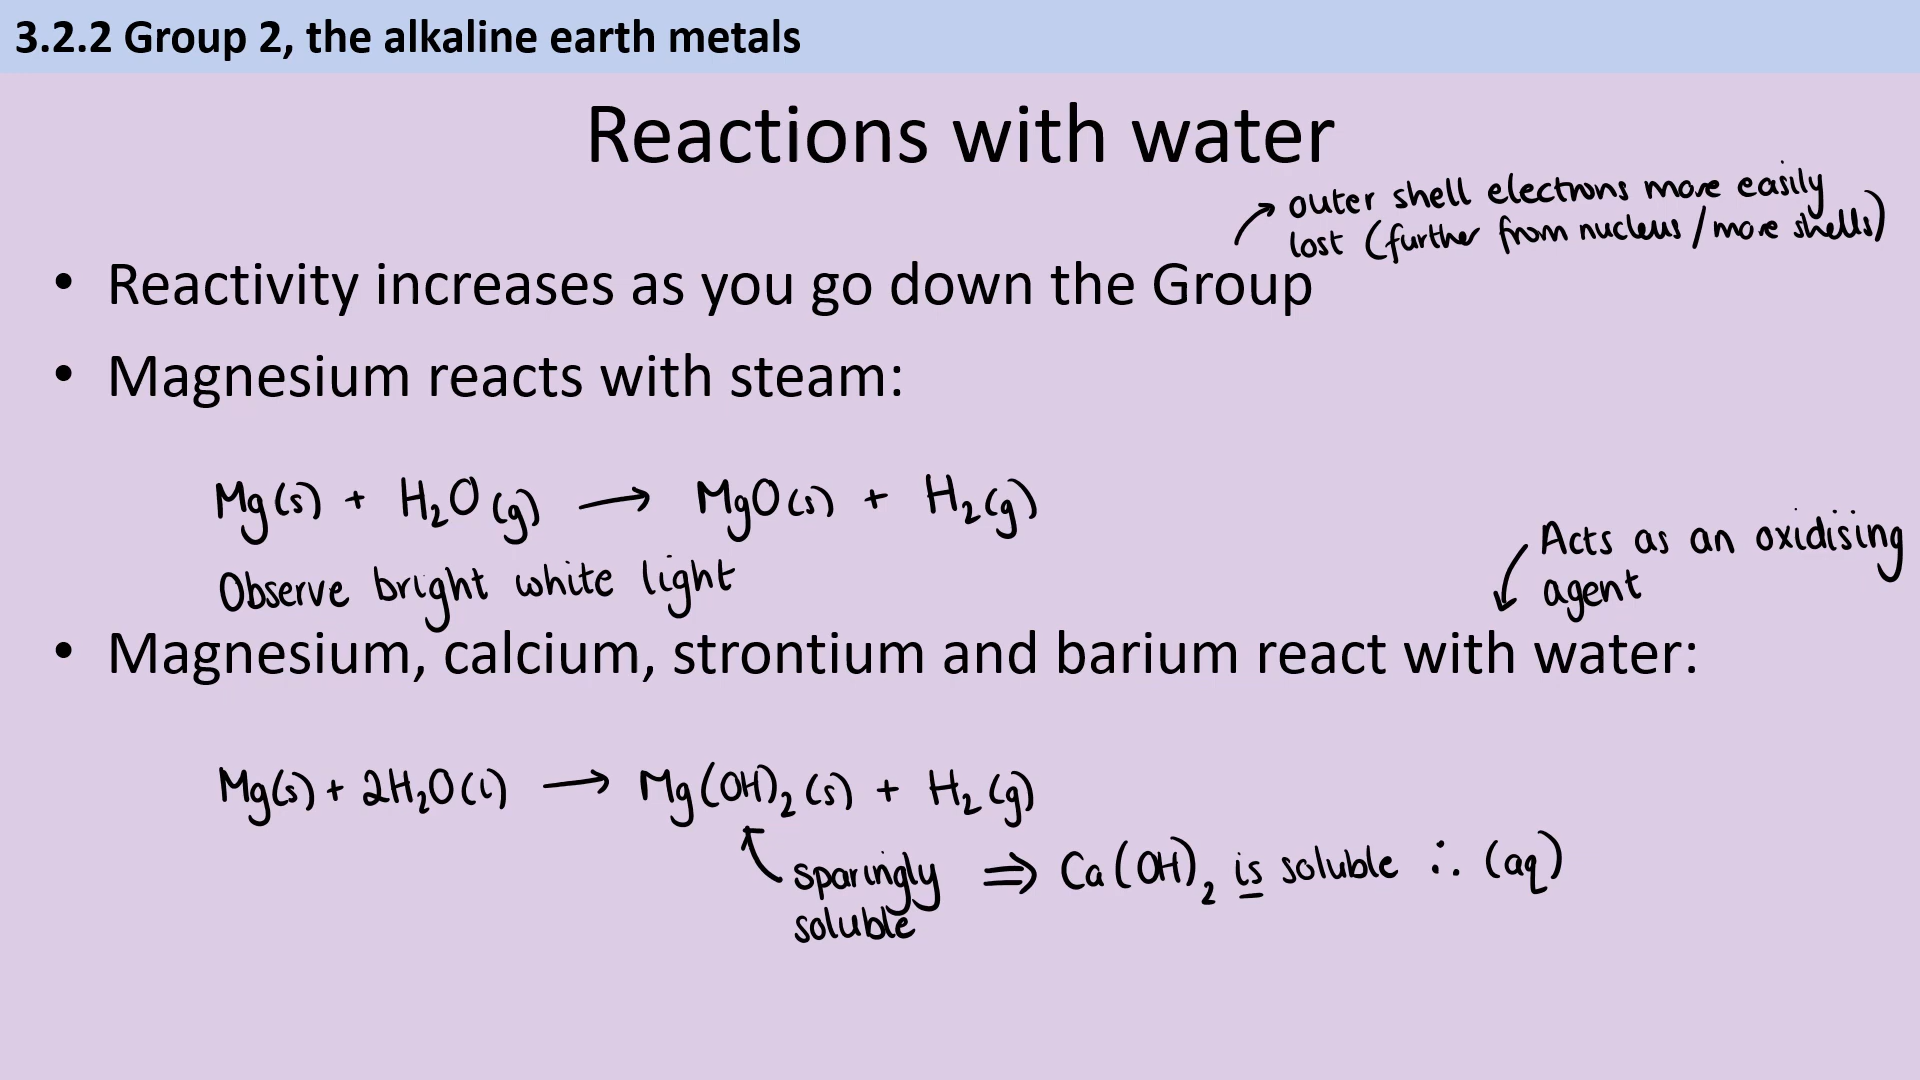 3.2.2 Group 2, the alkaline earth metals
Reactions with water
outer shell electrons more easily
lost (further from nucleus / more shells)
• Reactivity increases as you go down the Group
• Magnesium reacts with steam:
Mg(s) + H₂O(g) → MgO(s) + H₂(g)
Observe bright white light
Acts as an oxidising
agent
• Magnesium, calcium, strontium and barium react with water:
Mg(s) + 2H₂O(l) → Mg(OH)₂(s) + H₂(g)
sparingly ⇒ Ca(OH)₂ is soluble ∴ (aq)
soluble